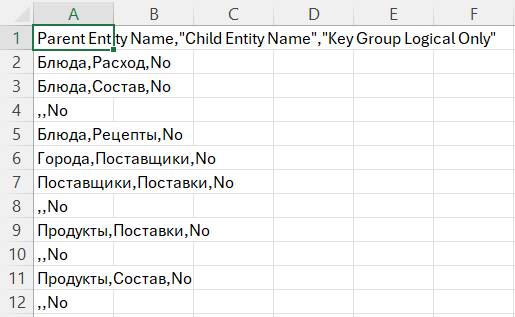 A B C D E F
1 Parent Entity Name,"Child Entity Name","Key Group Logical Only"
2 Блюда,Расход,No
3 Блюда,Состав,No
4 ,,No
5 Блюда,Рецепты,No
6 Города,Поставщики,No
7 Поставщики,Поставки,No
8 ,,No
9 Продукты,Поставки,No
10 ,,No
11 Продукты,Состав,No
12 ,,No